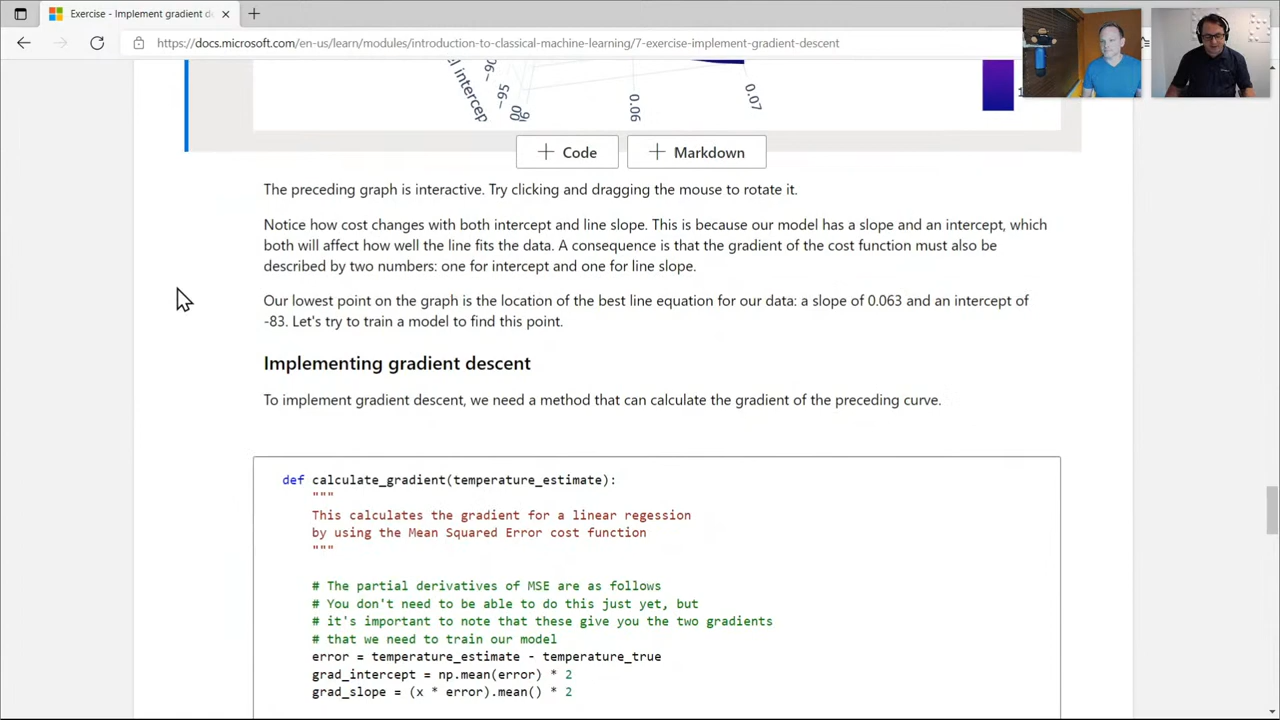 Exercise - Implement gradient d
https://docs.microsoft.com/en-us/learn/modules/introduction-to-classical-machine-learning/7-exercise-implement-gradient-descent
-95
0.06
0.07
+ Code
+ Markdown
The preceding graph is interactive. Try clicking and dragging the mouse to rotate it.
Notice how cost changes with both intercept and line slope. This is because our model has a slope and an intercept, which
both will affect how well the line fits the data. A consequence is that the gradient of the cost function must also be
described by two numbers: one for intercept and one for line slope.
Our lowest point on the graph is the location of the best line equation for our data: a slope of 0.063 and an intercept of
-83. Let's try to train a model to find this point.
Implementing gradient descent
To implement gradient descent, we need a method that can calculate the gradient of the preceding curve.
def calculate_gradient(temperature_estimate):
"""
This calculates the gradient for a linear regression
by using the Mean Squared Error cost function
"""
# The partial derivatives of MSE are as follows
# You don't need to be able to do this just yet, but
# it's important to note that these give you the two gradients
# that we need to train our model
error = temperature_estimate - temperature_true
grad_intercept = np.mean(error) * 2
grad_slope = (x * error).mean() * 2